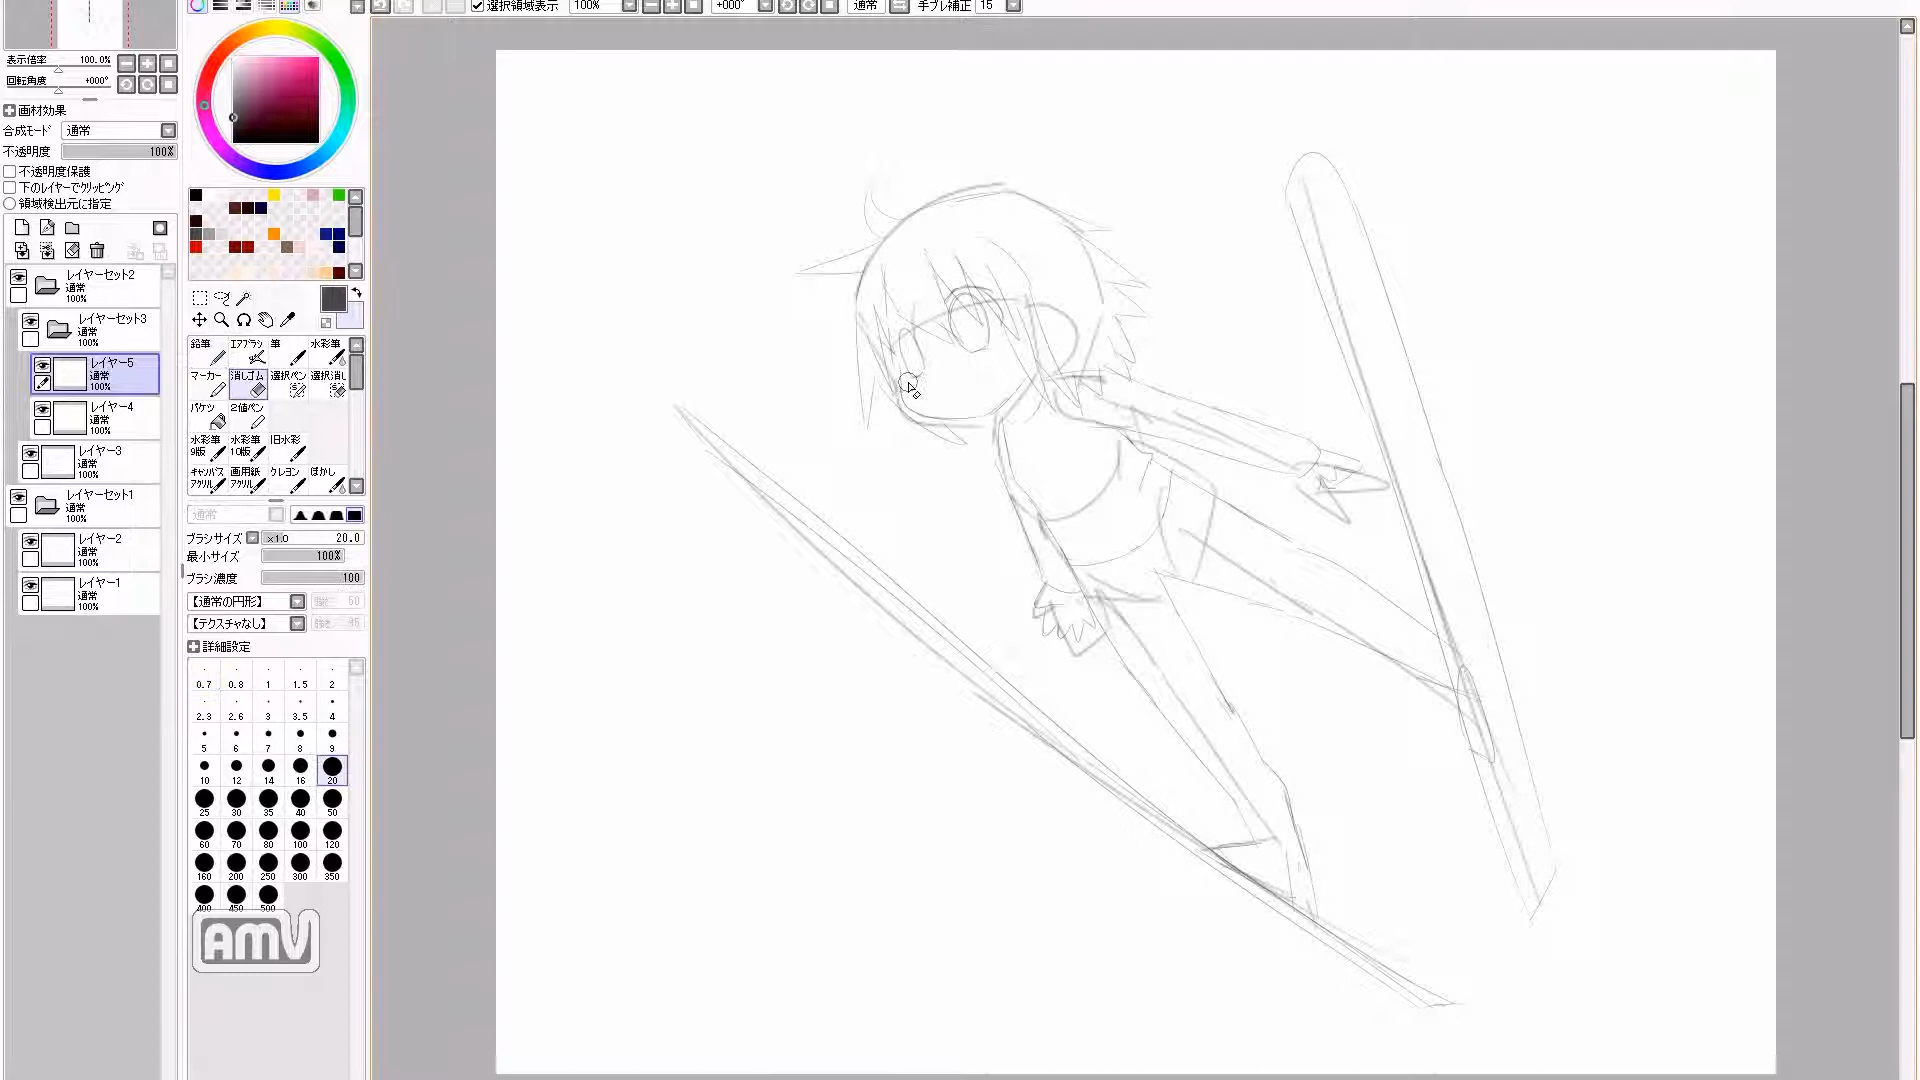 選択領域表示 100% +000° 通常 手ブレ補正 15
表示倍率 100.0%
回転角度 +000°
画材効果
合成モード 通常
不透明度 100%
不透明度保護
下のレイヤーでクリッピング
領域検出元に指定
レイヤーセット2
通常
100%
レイヤーセット3
通常
100%
レイヤー5
通常
100%
レイヤー4
通常
100%
レイヤー3
通常
100%
レイヤーセット1
通常
100%
レイヤー2
通常
100%
レイヤー1
通常
100%
鉛筆 エアブラシ 筆 水彩筆
マーカー 消しゴム 選択ペン 選択消し
バケツ 2値ペン
水彩筆 水彩筆 旧水彩
9版 10版
キャンバス 画用紙 クレヨン ぼかし
アクリル アクリル
通常
ブラシサイズ x1.0 20.0
最小サイズ 100%
ブラシ濃度 100
【通常の円形】 強さ 50
【テクスチャなし】 強さ 95
詳細設定
0.7 0.8 1 1.5 2
2.3 2.6 3 3.5 4
5 6 7 8 9
10 12 14 16 20
25 30 35 40 50
60 70 80 100 120
160 200 250 300 350
400 450 500
AMV